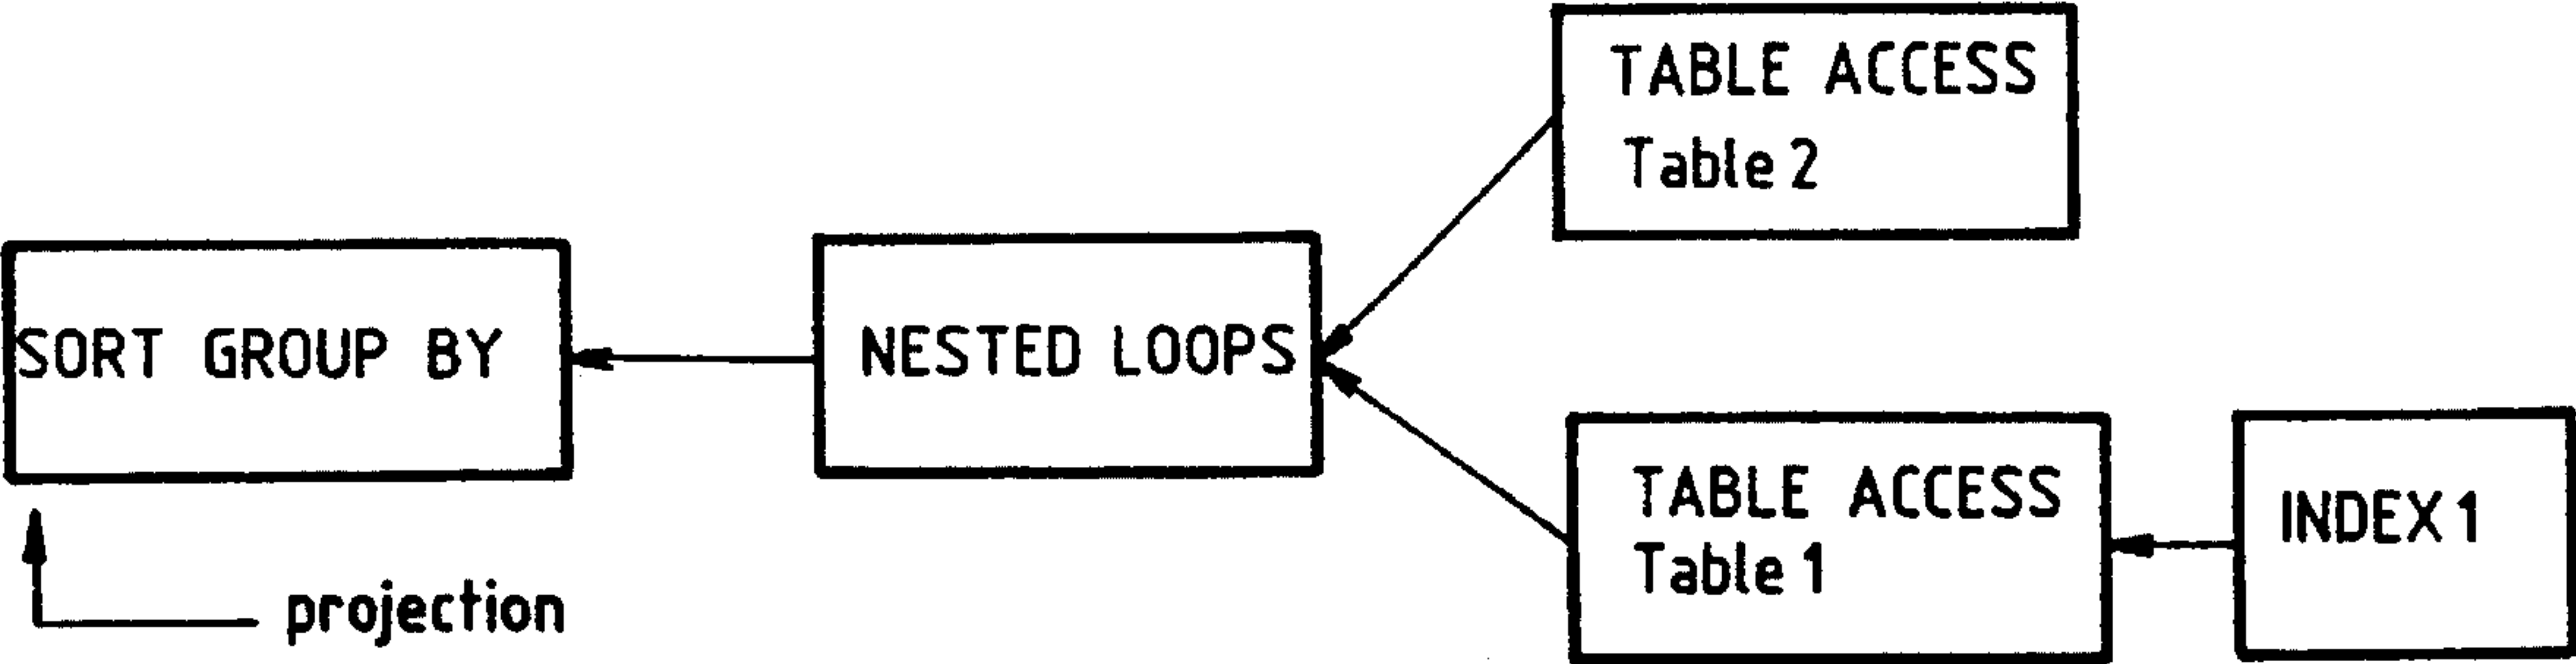 TABLE ACCESS
Table 2
SORT GROUP BY
NESTED LOOPS
TABLE ACCESS
Table 1
INDEX 1
projection